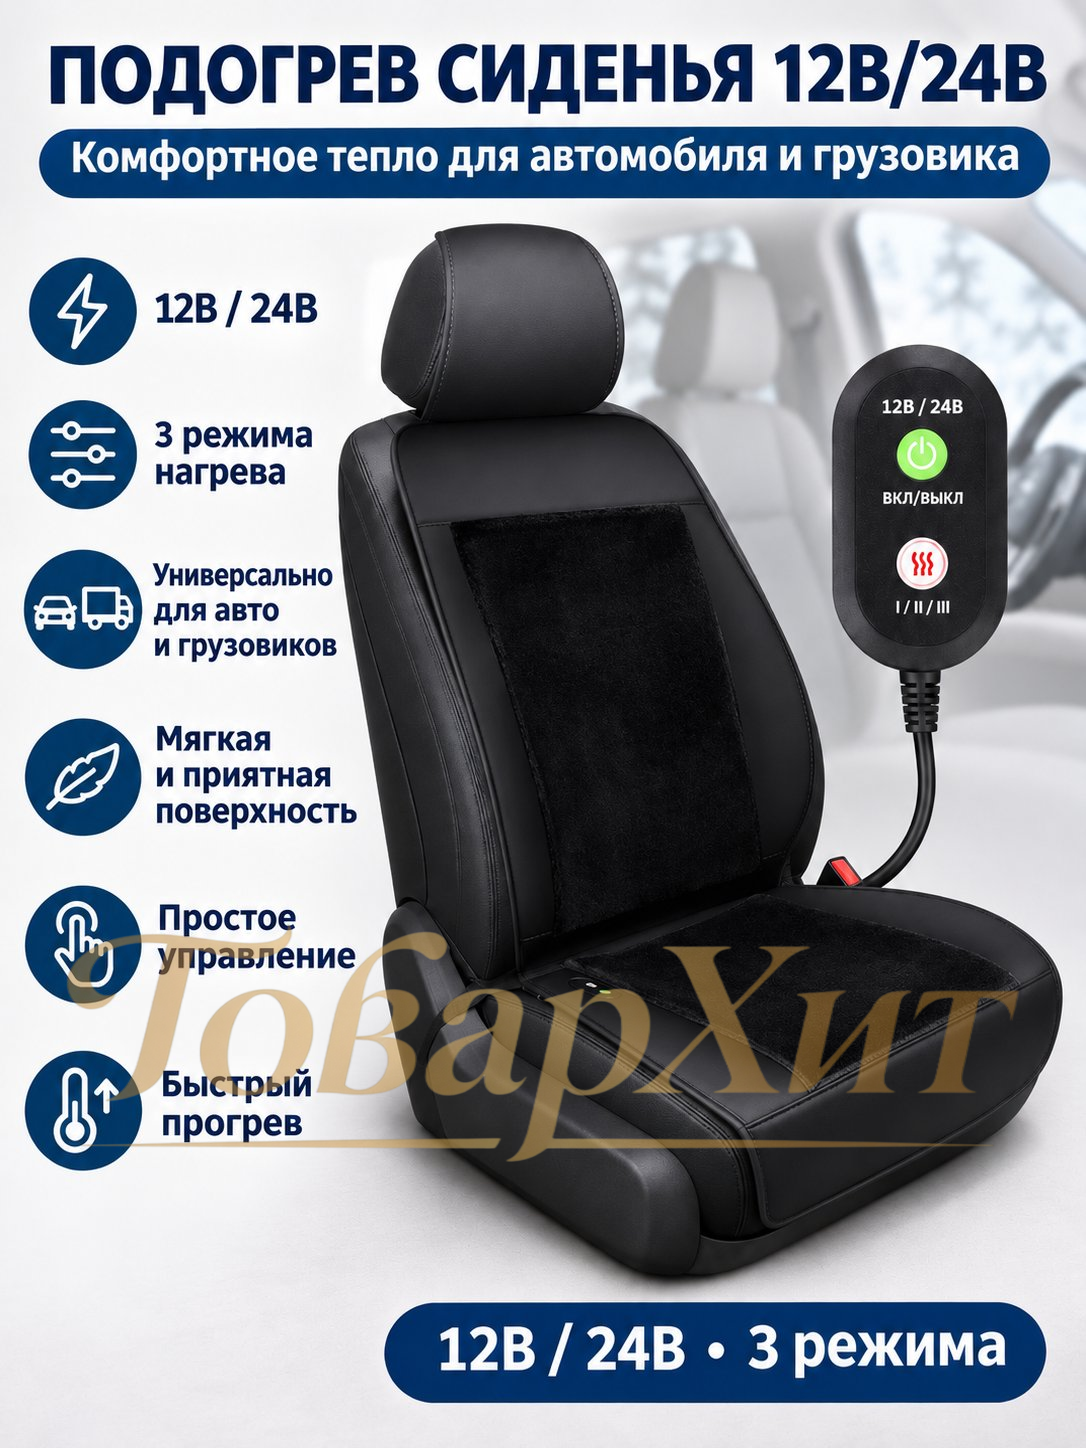 ПОДОГРЕВ СИДЕНЬЯ 12В/24В
Комфортное тепло для автомобиля и грузовика
12В / 24В
3 режима
нагрева
Универсально
для авто
и грузовиков
Мягкая
и приятная
поверхность
Простое
управление
Быстрый
прогрев
12В / 24В
ВКЛ/ВЫКЛ
I / II / III
ТоварХит
12В / 24В • 3 режима